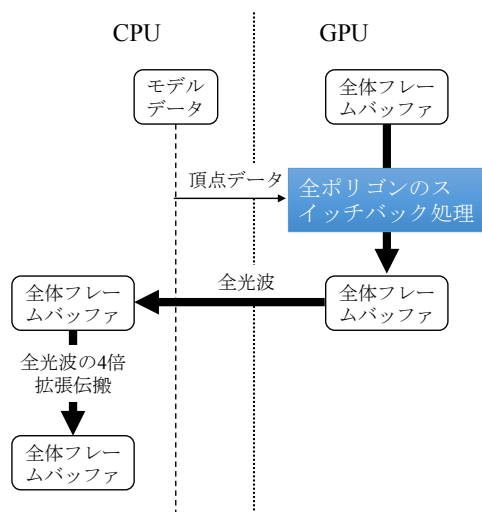 CPU
GPU
モデル
データ
全体フレー
ムバッファ
頂点データ
全ポリゴンのス
イッチバック処理
全光波
全体フレー
ムバッファ
全体フレー
ムバッファ
全光波の4倍
拡張伝搬
全体フレー
ムバッファ